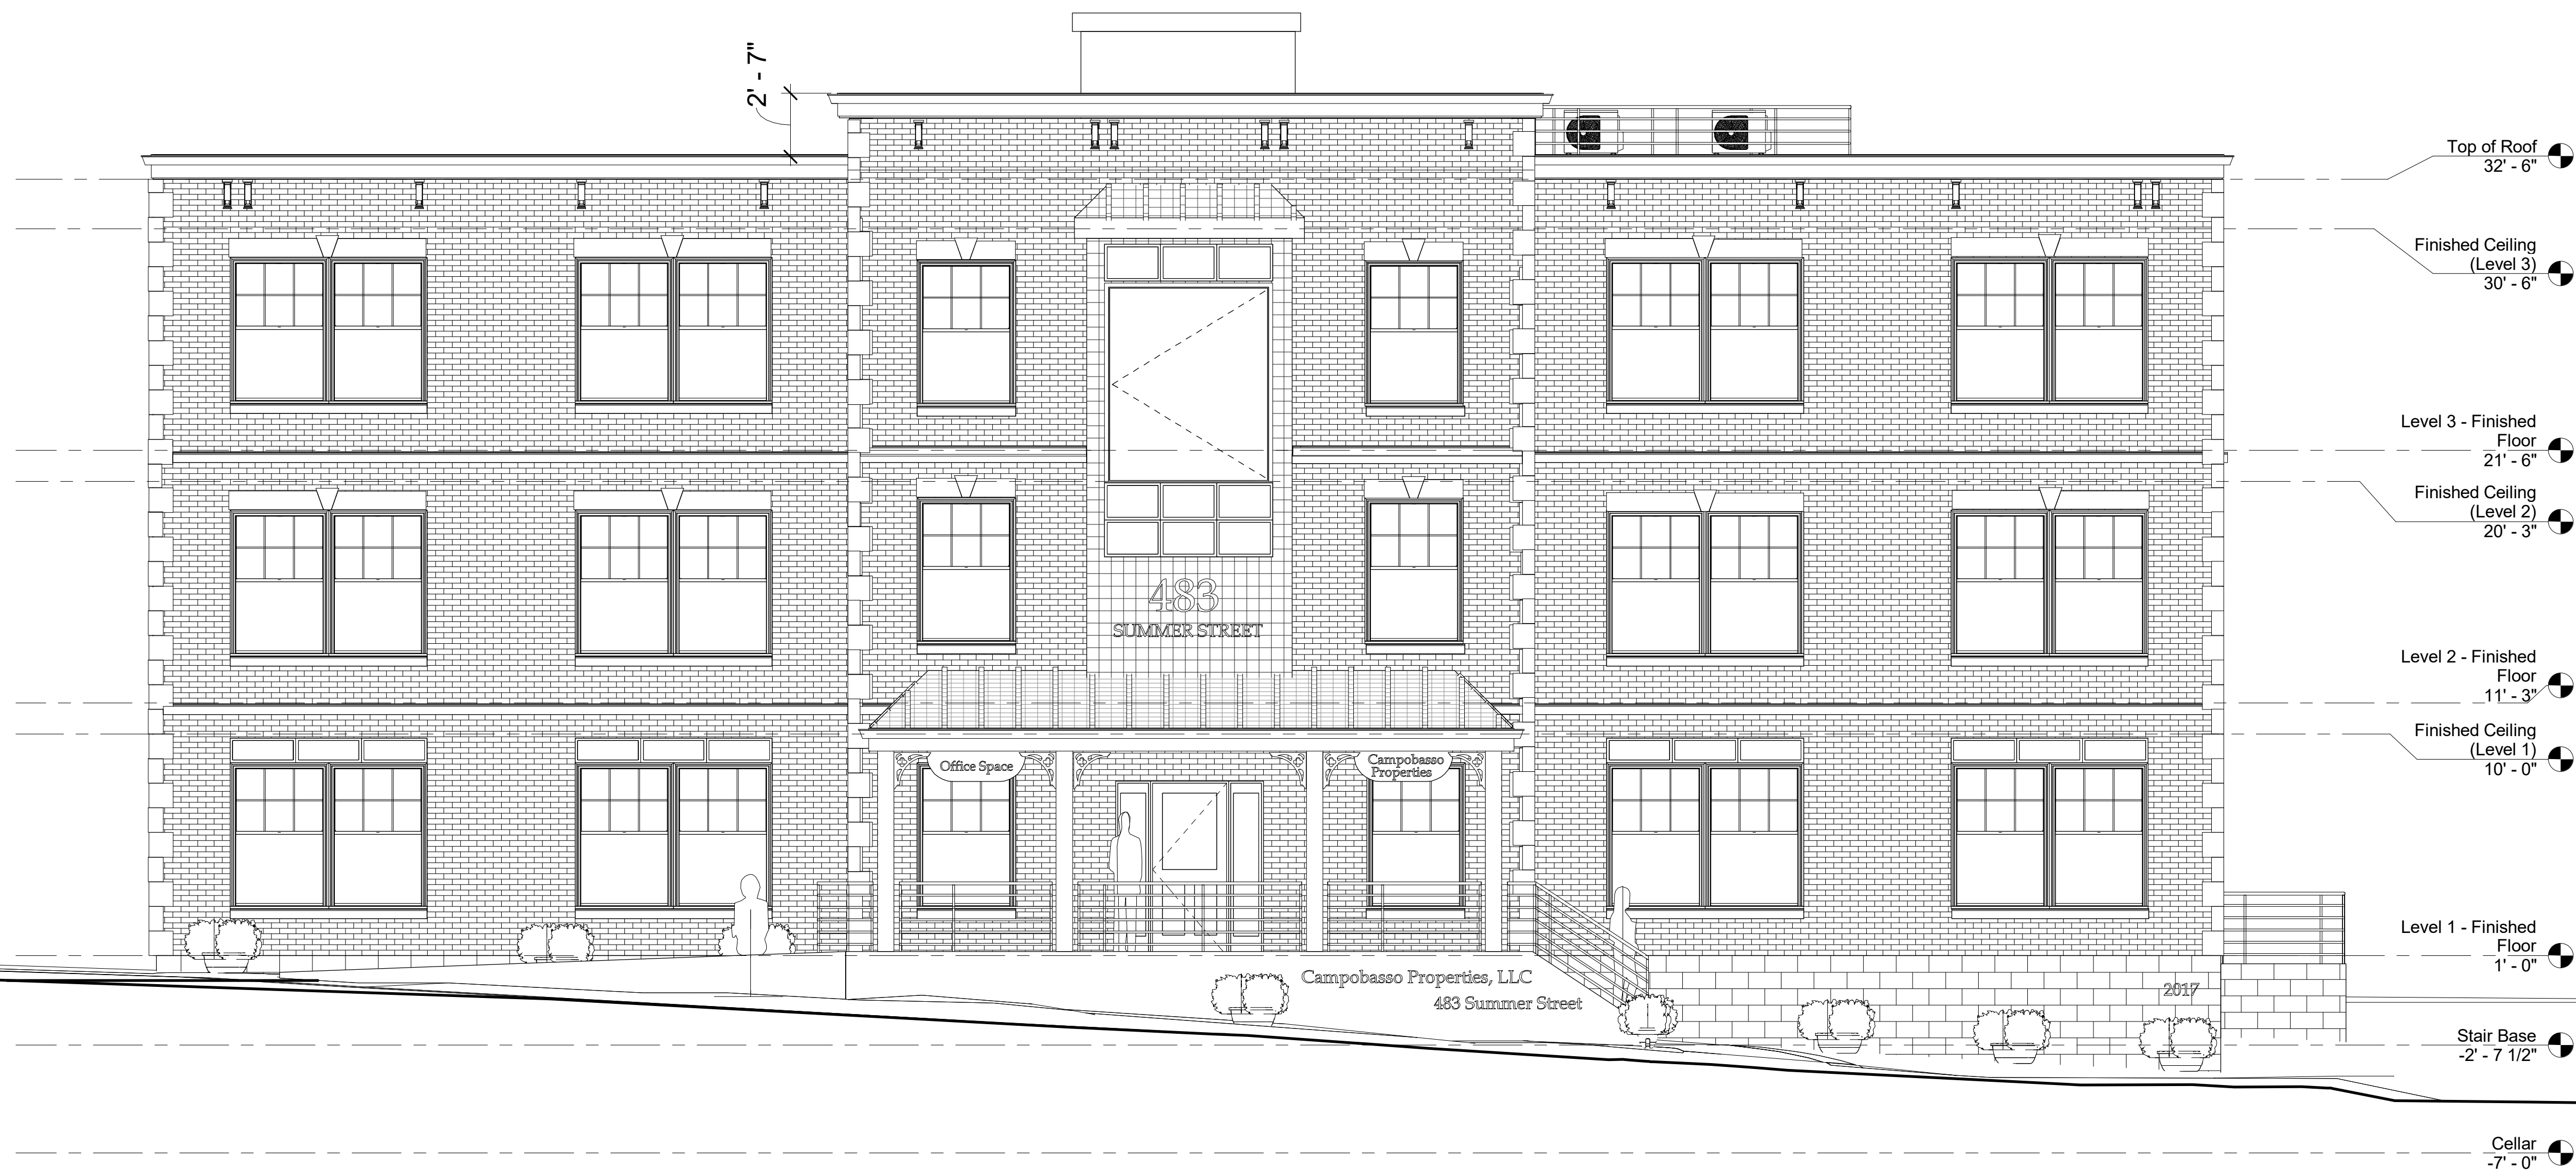 2' - 7"
Top of Roof
32' - 6"
Finished Ceiling
(Level 3)
30' - 6"
Level 3 - Finished
Floor
21' - 6"
Finished Ceiling
(Level 2)
20' - 3"
483
SUMMER STREET
Level 2 - Finished
Floor
11' - 3"
Finished Ceiling
(Level 1)
10' - 0"
Office Space
Campobasso
Properties
Level 1 - Finished
Floor
1' - 0"
Campobasso Properties, LLC
483 Summer Street
2017
Stair Base
-2' - 7 1/2"
Cellar
-7' - 0"